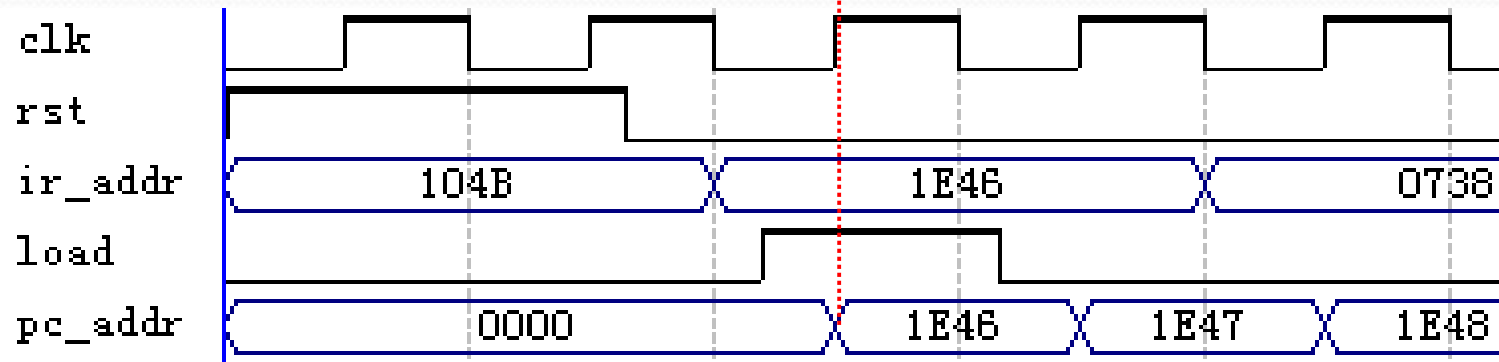 clk
rst
ir_addr 104B 1E46 0738
load
pc_addr 0000 1E46 1E47 1E48